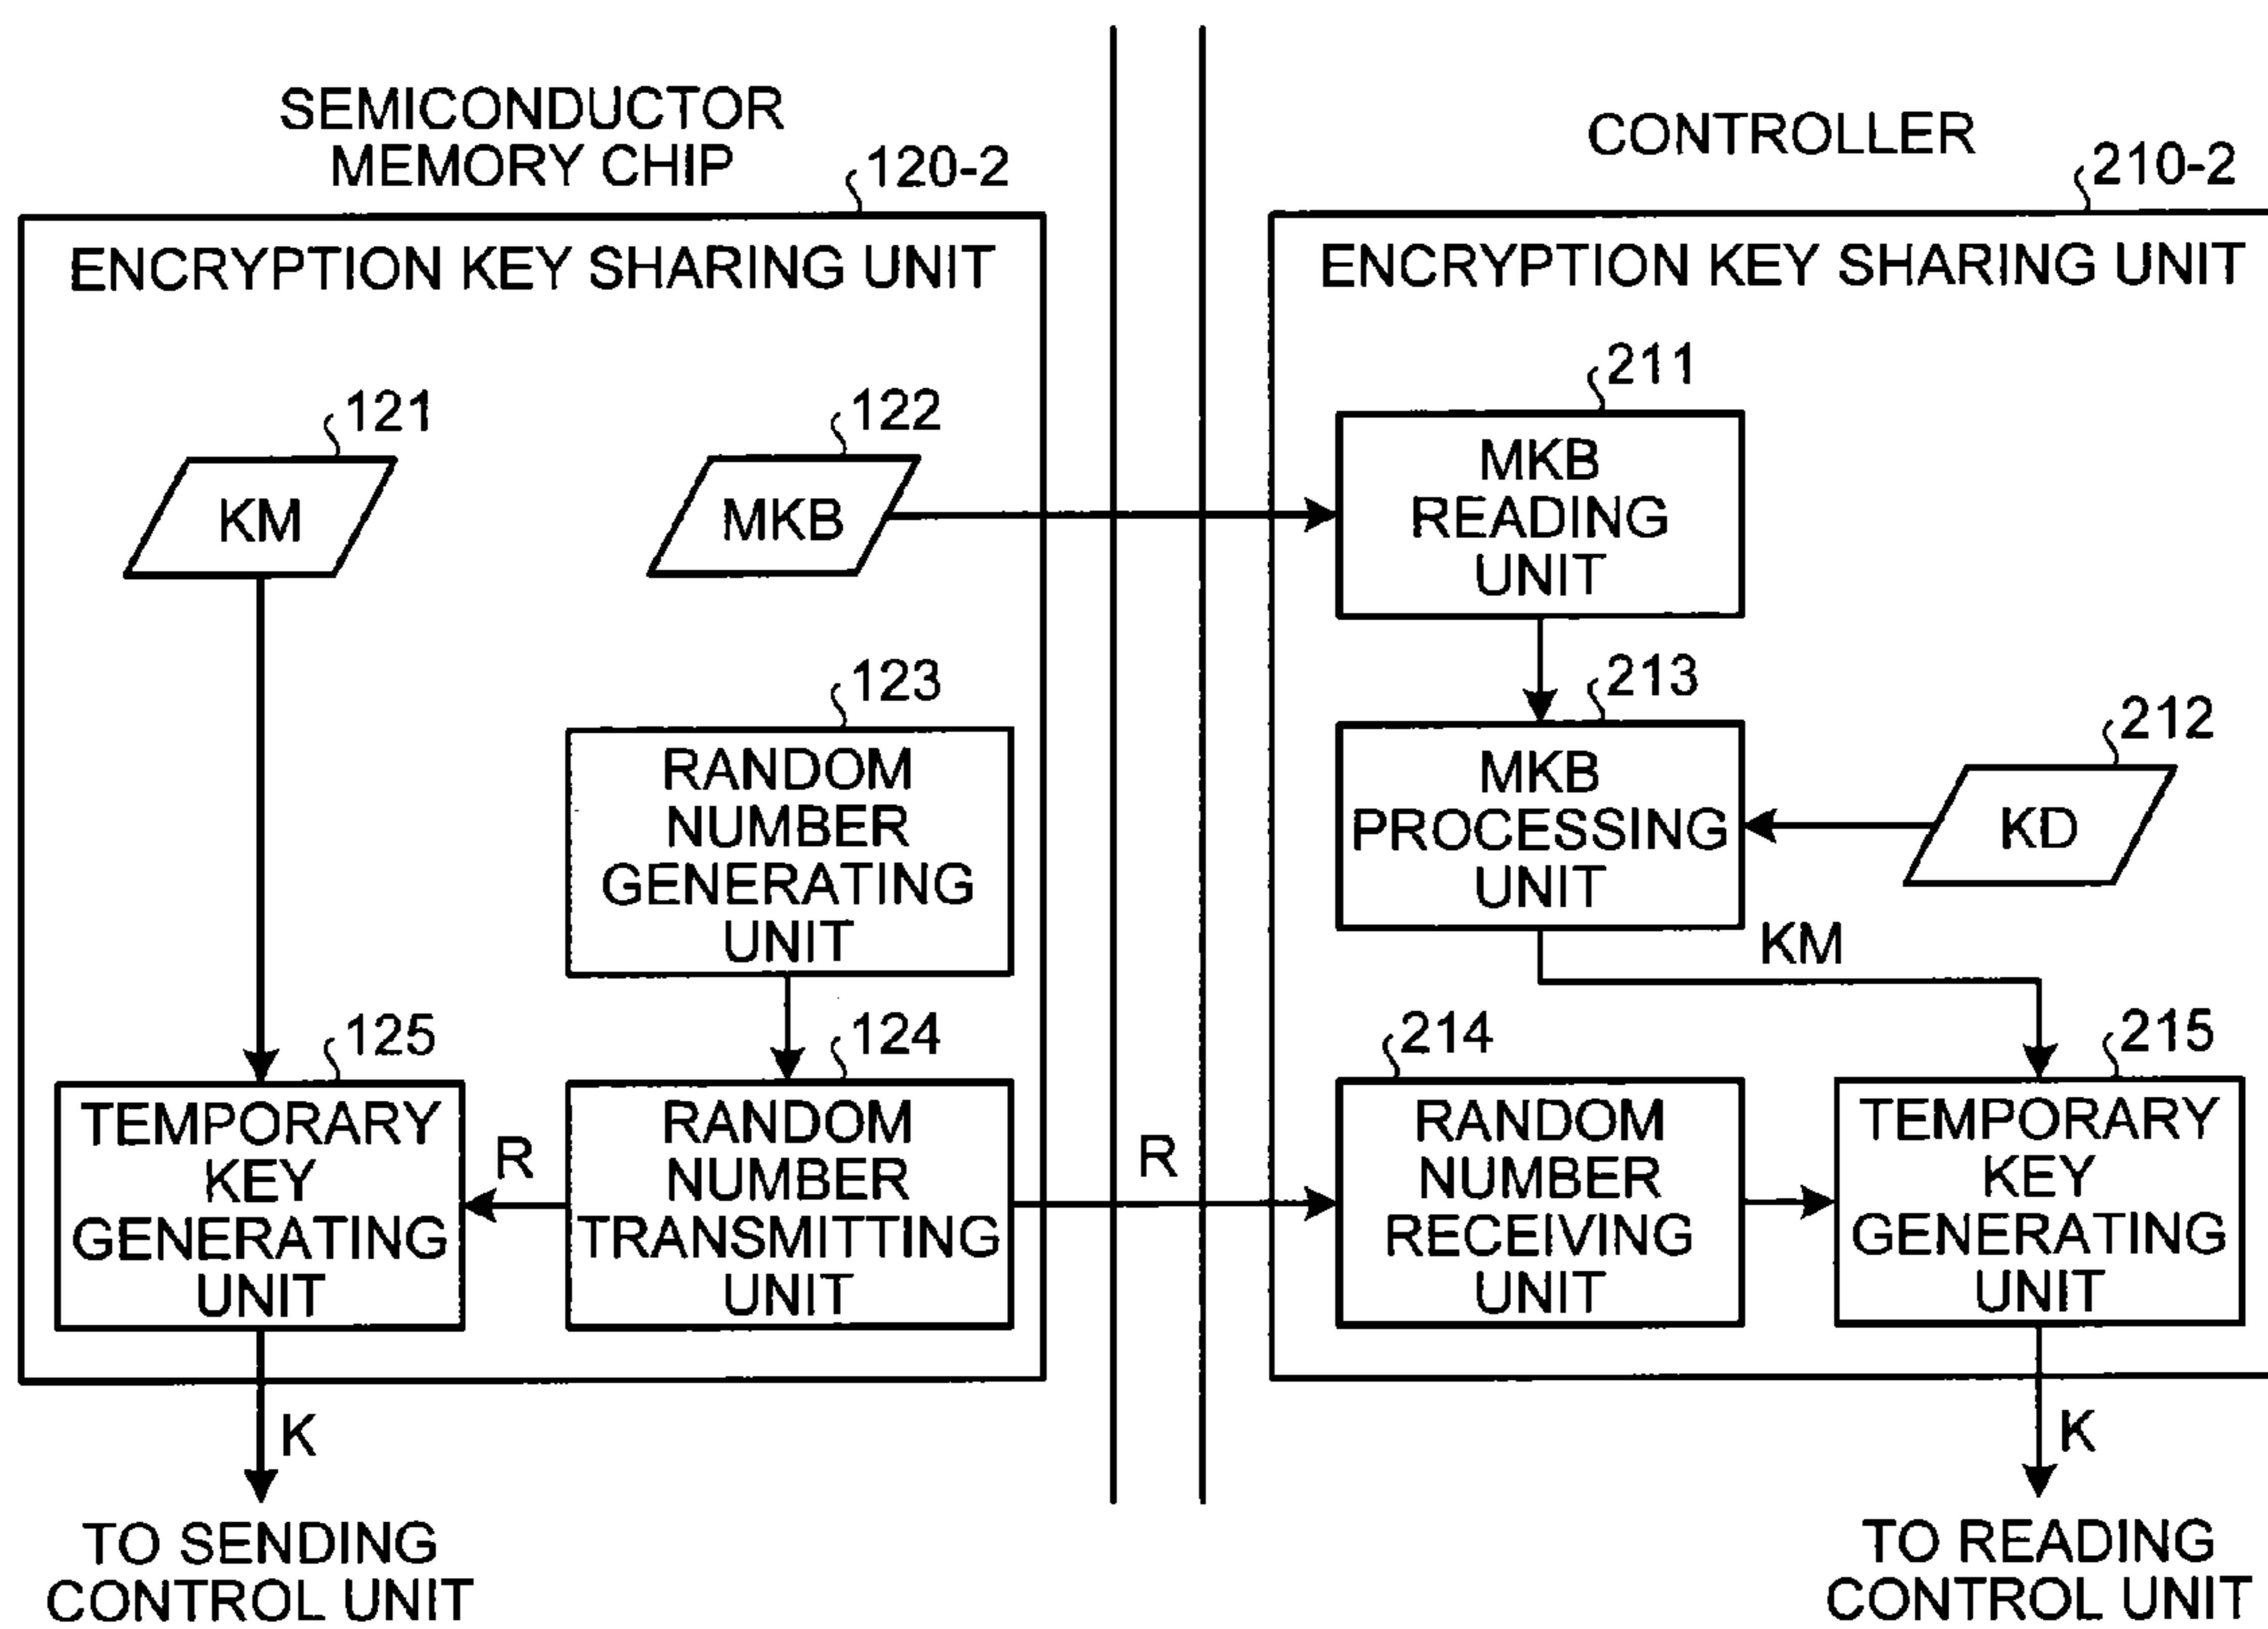 SEMICONDUCTOR
MEMORY CHIP
120-2
ENCRYPTION KEY SHARING UNIT
121
KM
122
MKB
123
RANDOM
NUMBER
GENERATING
UNIT
125
TEMPORARY
KEY
GENERATING
UNIT
R
124
RANDOM
NUMBER
TRANSMITTING
UNIT
K
TO SENDING
CONTROL UNIT
R
CONTROLLER
210-2
ENCRYPTION KEY SHARING UNIT
211
MKB
READING
UNIT
213
MKB
PROCESSING
UNIT
212
KD
KM
214
RANDOM
NUMBER
RECEIVING
UNIT
215
TEMPORARY
KEY
GENERATING
UNIT
K
TO READING
CONTROL UNIT